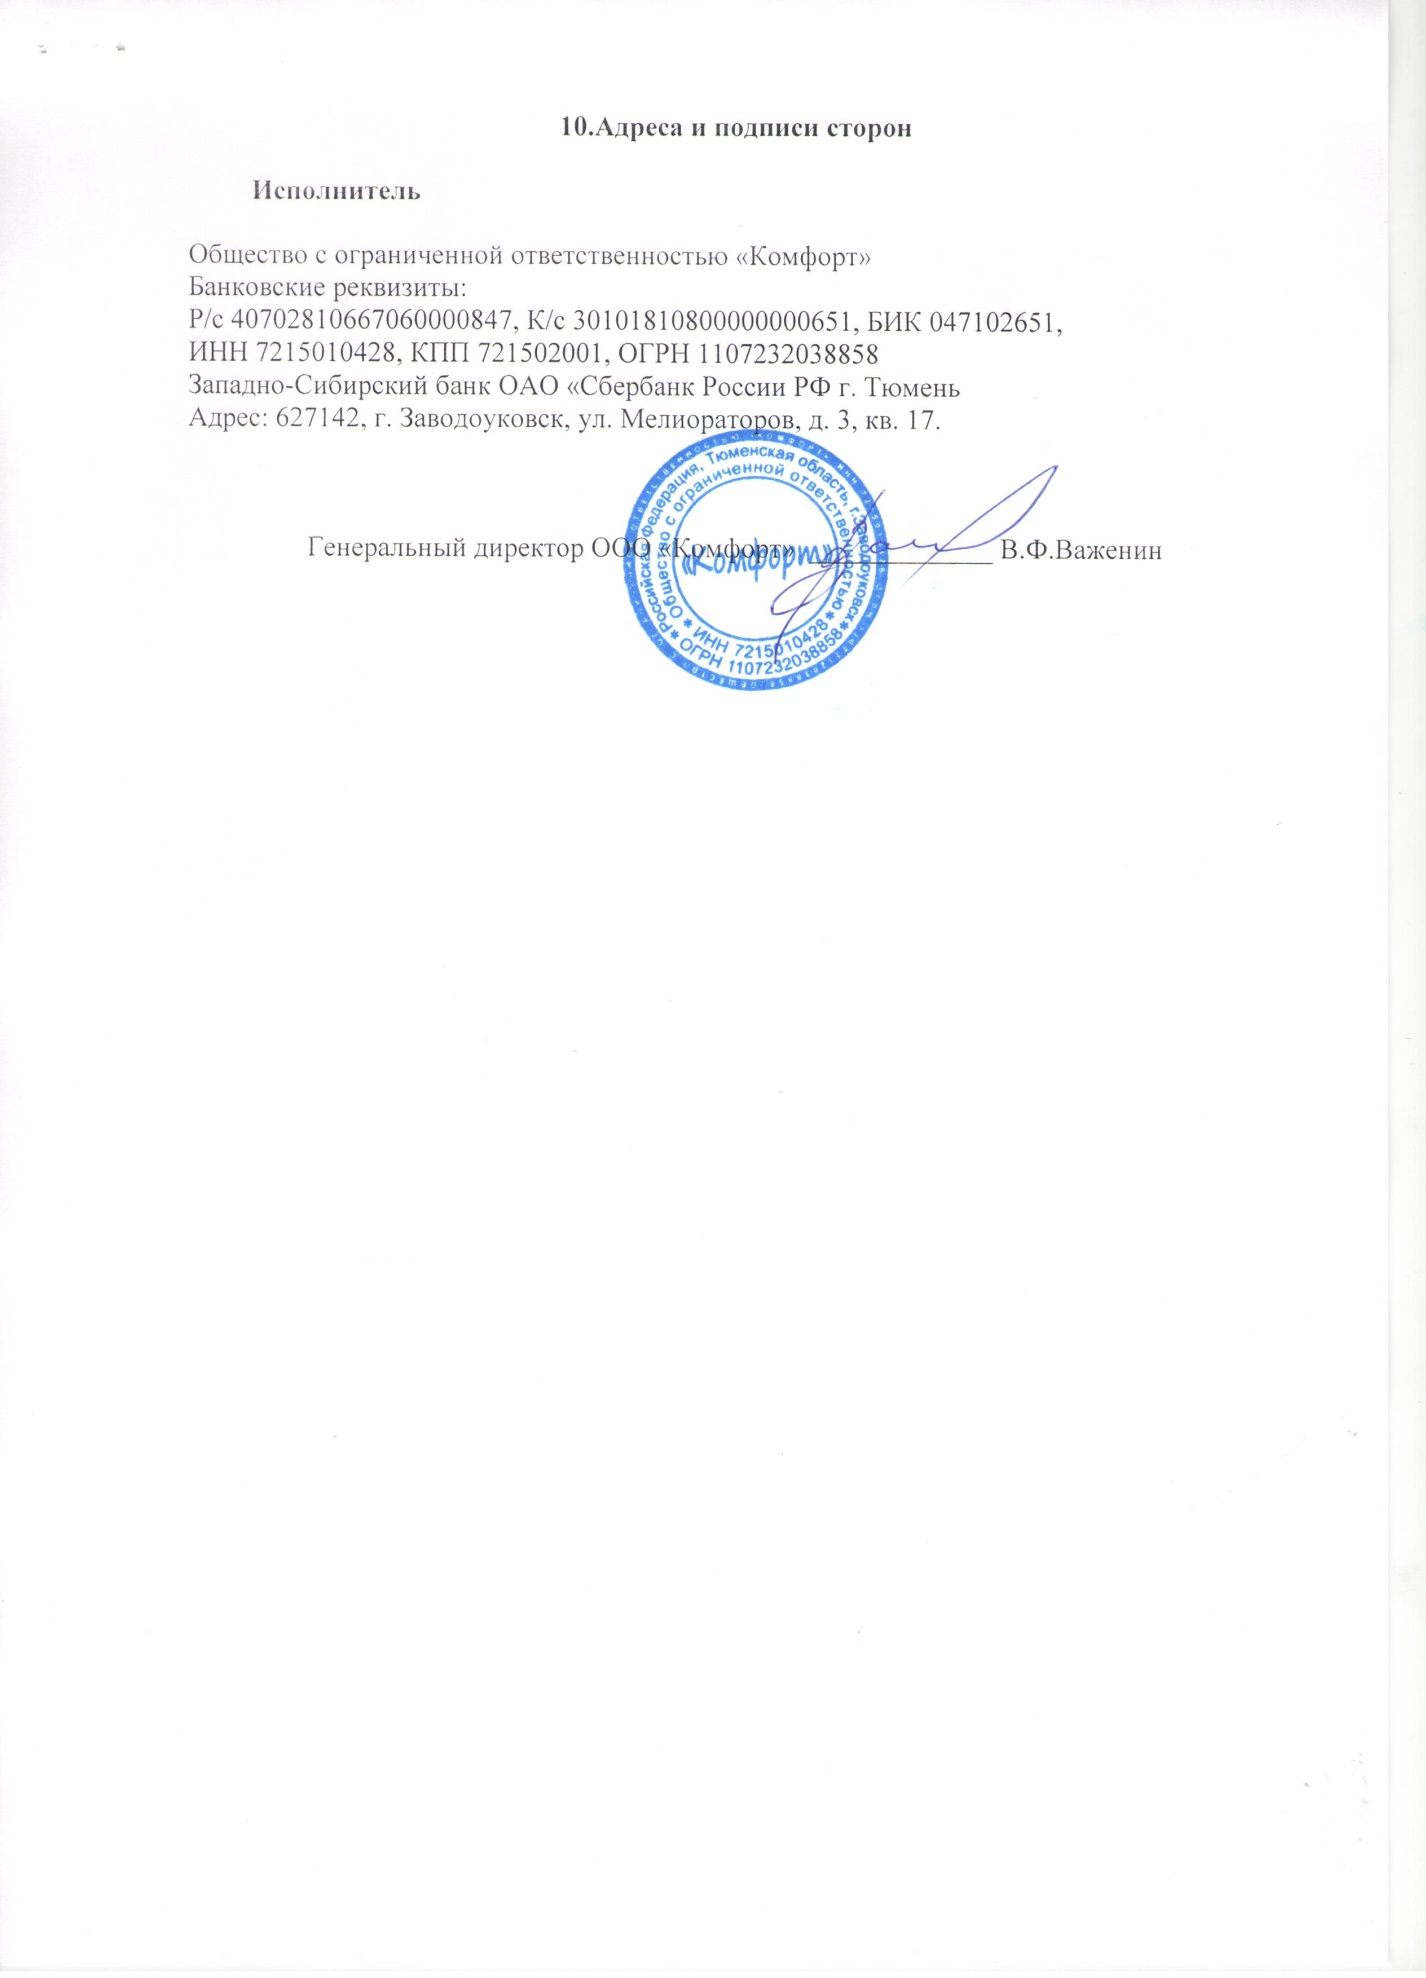 10.Адреса и подписи сторон
Исполнитель
Общество с ограниченной ответственностью «Комфорт»
Банковские реквизиты:
Р/с 40702810667060000847, К/с 30101810800000000651, БИК 047102651,
ИНН 7215010428, КПП 721502001, ОГРН 1107232038858
Западно-Сибирский банк ОАО «Сбербанк России РФ г. Тюмень
Адрес: 627142, г. Заводоуковск, ул. Мелиораторов, д. 3, кв. 17.
Генеральный директор ООО «Комфорт» ______________ В.Ф.Важенин
Российская Федерация, Тюменская область, г.Заводоуковск
Общество с ограниченной ответственностью
«Комфорт»
ИНН 7215010428
ОГРН 1107232038858